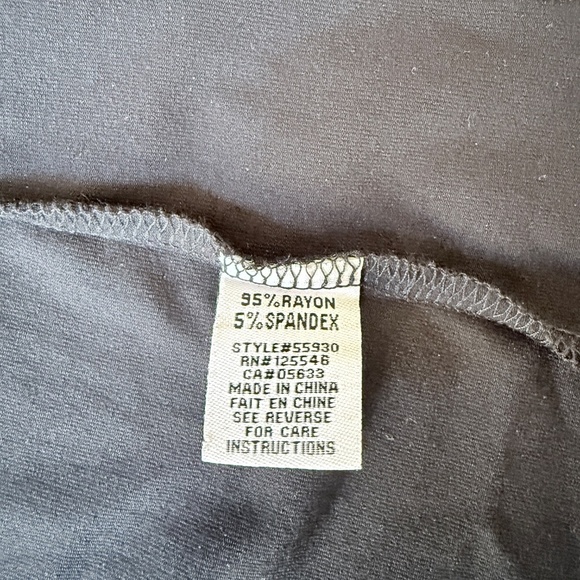 95%RAYON
5%SPANDEX
STYLE#55930
RN#125546
CA#05633
MADE IN CHINA
FAIT EN CHINE
SEE REVERSE
FOR CARE
INSTRUCTIONS